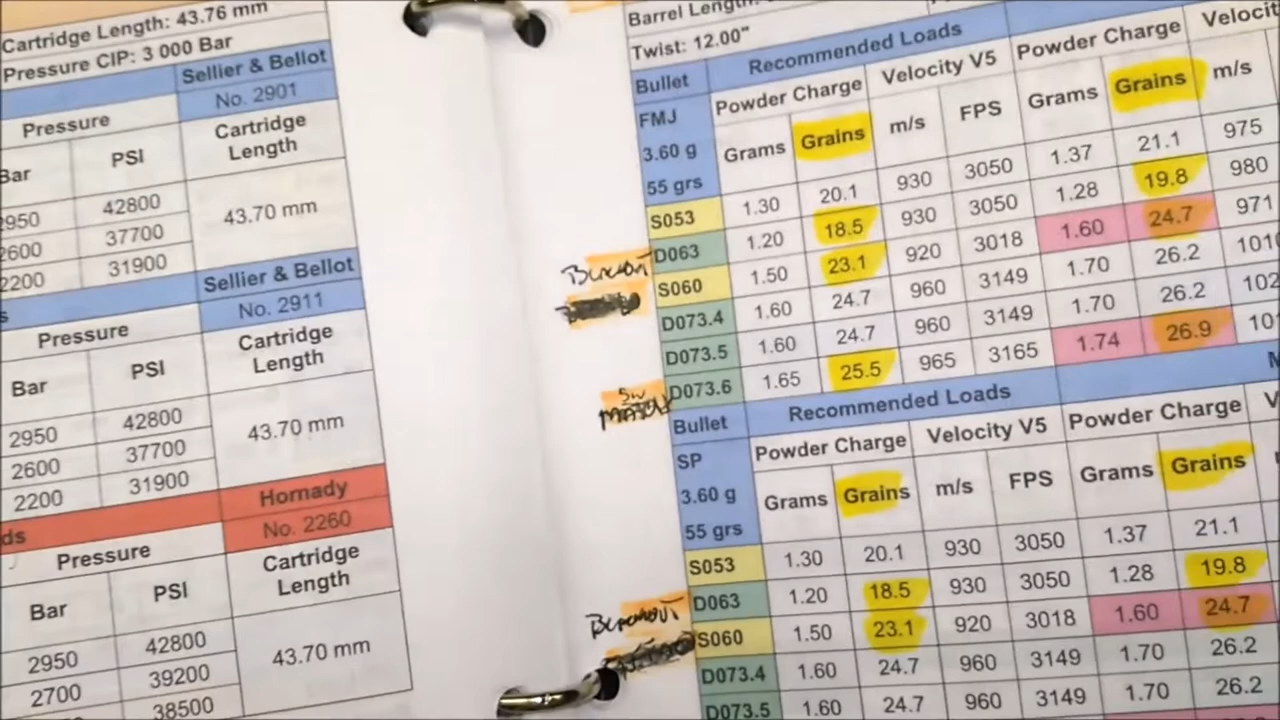 Cartridge Length: 43.76 mm
Pressure CIP: 3 000 Bar
Sellier & Bellot
No. 2901
Pressure
Cartridge
Length
Bar PSI
2950 42800
2600 37700
2200 31900
43.70 mm
Sellier & Bellot
No. 2911
Pressure
Cartridge
Length
Bar PSI
2950 42800
2600 37700
2200 31900
43.70 mm
ds Hornady
No. 2260
Pressure
Cartridge
Length
Bar PSI
2950 42800
2700 39200
38500
43.70 mm
Barrel Length:
Twist: 12.00"
Bullet Recommended Loads
FMJ Powder Charge Velocity V5 Powder Charge Velocit
3.60 g Grams Grains m/s FPS Grams Grains m/s
55 grs
S053 1.30 20.1 930 3050 1.37 21.1 975
D063 1.20 18.5 930 3050 1.28 19.8 980
S060 1.50 23.1 920 3018 1.60 24.7 971
D073.4 1.60 24.7 960 3149 1.70 26.2 101
D073.5 1.60 24.7 960 3149 1.70 26.2 102
D073.6 1.65 25.5 965 3165 1.74 26.9 101
Bullet Recommended Loads M
SP Powder Charge Velocity V5 Powder Charge V
3.60 g Grams Grains m/s FPS Grams Grains
55 grs
S053 1.30 20.1 930 3050 1.37 21.1
D063 1.20 18.5 930 3050 1.28 19.8
S060 1.50 23.1 920 3018 1.60 24.7
D073.4 1.60 24.7 960 3149 1.70 26.2
D073.5 1.60 24.7 960 3149 1.70 26.2